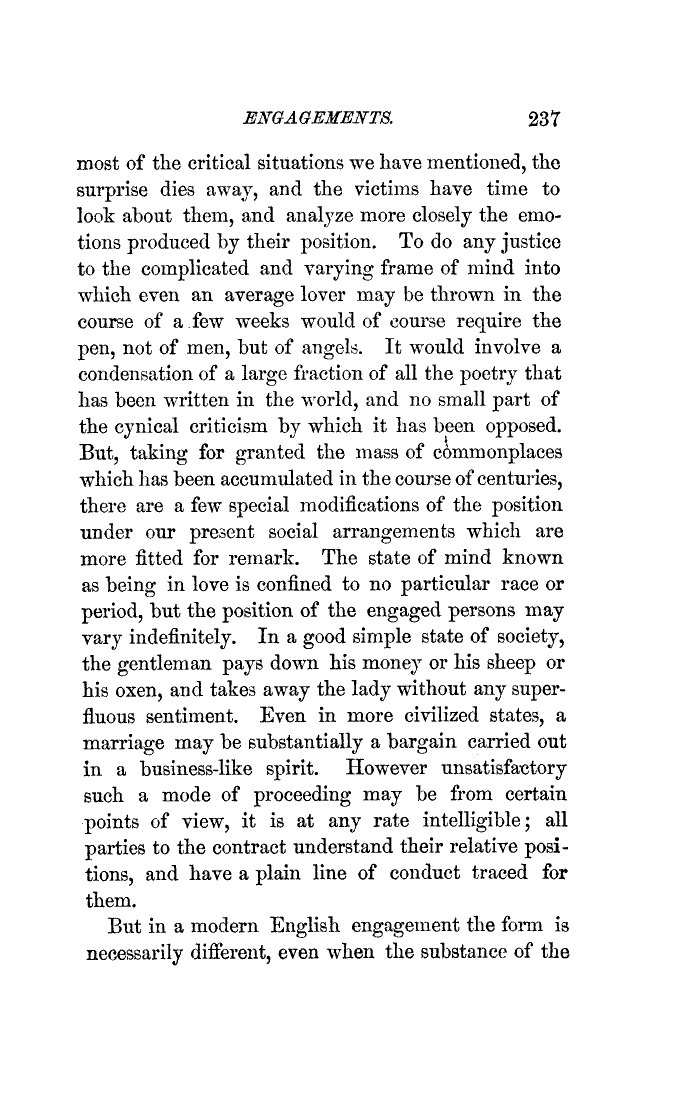 ENGAGEMENTS. 237
most of the critical situations we have mentioned, the
surprise dies away, and the victims have time to
look about them, and analyze more closely the emo-
tions produced by their position. To do any justice
to the complicated and varying frame of mind into
which even an average lover may be thrown in the
course of a few weeks would of course require the
pen, not of men, but of angels. It would involve a
condensation of a large fraction of all the poetry that
has been written in the world, and no small part of
the cynical criticism by which it has been opposed.
But, taking for granted the mass of commonplaces
which has been accumulated in the course of centuries,
there are a few special modifications of the position
under our present social arrangements which are
more fitted for remark. The state of mind known
as being in love is confined to no particular race or
period, but the position of the engaged persons may
vary indefinitely. In a good simple state of society,
the gentleman pays down his money or his sheep or
his oxen, and takes away the lady without any super-
fluous sentiment. Even in more civilized states, a
marriage may be substantially a bargain carried out
in a business-like spirit. However unsatisfactory
such a mode of proceeding may be from certain
points of view, it is at any rate intelligible; all
parties to the contract understand their relative posi-
tions, and have a plain line of conduct traced for
them.
But in a modern English engagement the form is
necessarily different, even when the substance of the